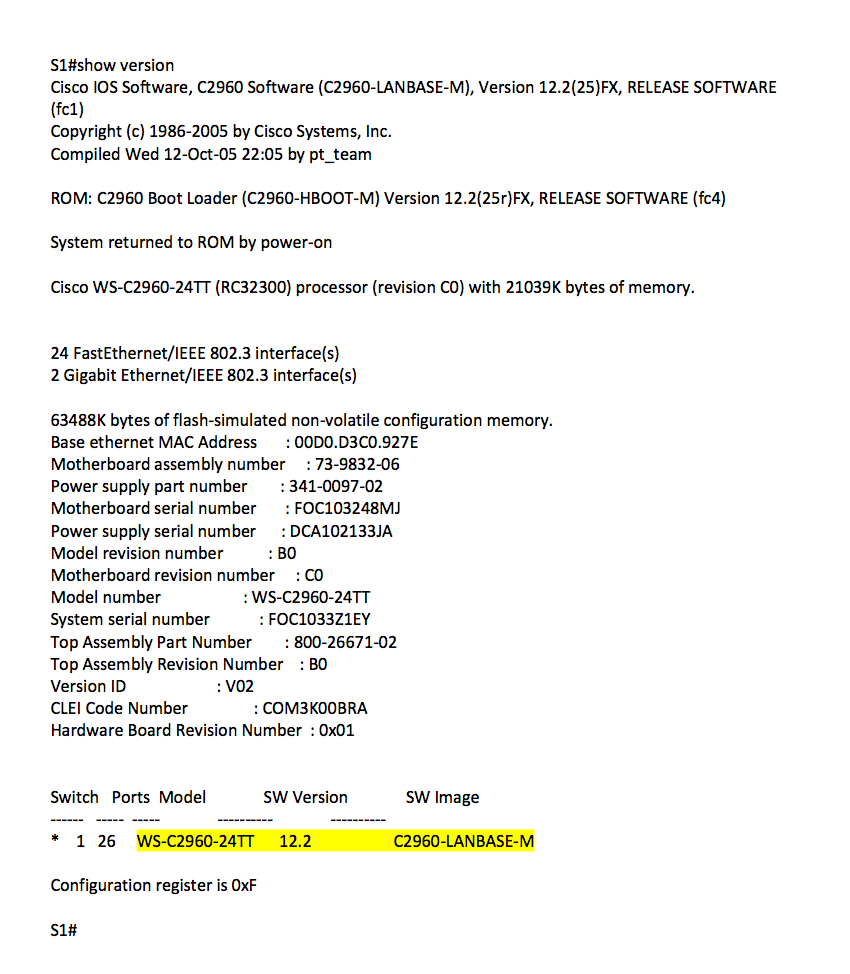 S1#show version
Cisco IOS Software, C2960 Software (C2960-LANBASE-M), Version 12.2(25)FX, RELEASE SOFTWARE
(fc1)
Copyright (c) 1986-2005 by Cisco Systems, Inc.
Compiled Wed 12-Oct-05 22:05 by pt_team
ROM: C2960 Boot Loader (C2960-HBOOT-M) Version 12.2(25r)FX, RELEASE SOFTWARE (fc4)
System returned to ROM by power-on
Cisco WS-C2960-24TT (RC32300) processor (revision C0) with 21039K bytes of memory.
24 FastEthernet/IEEE 802.3 interface(s)
2 Gigabit Ethernet/IEEE 802.3 interface(s)
63488K bytes of flash-simulated non-volatile configuration memory.
Base ethernet MAC Address : 00D0.D3C0.927E
Motherboard assembly number : 73-9832-06
Power supply part number : 341-0097-02
Motherboard serial number : FOC103248MJ
Power supply serial number : DCA102133JA
Model revision number : B0
Motherboard revision number : C0
Model number : WS-C2960-24TT
System serial number : FOC1033Z1EY
Top Assembly Part Number : 800-26671-02
Top Assembly Revision Number : B0
Version ID : V02
CLEI Code Number : COM3K00BRA
Hardware Board Revision Number : 0x01
Switch Ports Model SW Version SW Image
------ ----- ----- ---------- ----------
* 1 26 WS-C2960-24TT 12.2 C2960-LANBASE-M
Configuration register is 0xF
S1#